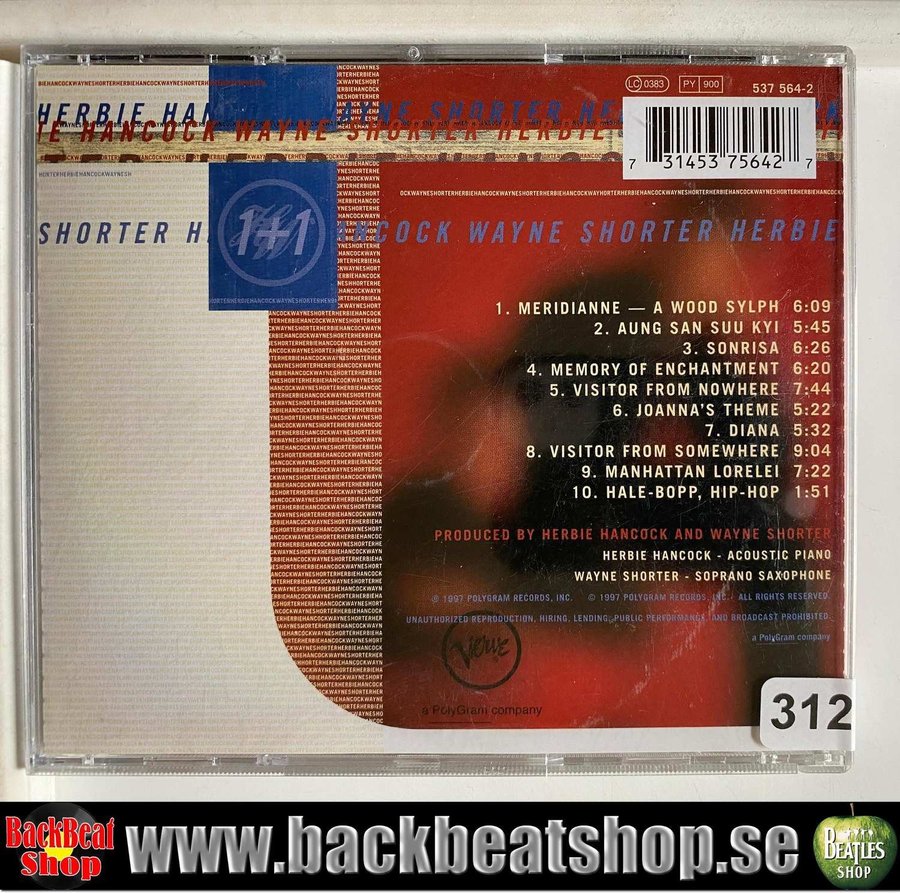 LC 0383 PY 900 537 564-2
HERBIE HAN
WAYNE SHORTER
IE HANCOCK WAYNE SHORTER HERBIE
7 31453 75642 7
ORTERHERBIEHANCOCKWAYNESH
OCKWAYNESHORTERHERBIEHANCOCKWAYNESHORTERHERBIEHANCOCKWAYNESHORTER
1+1
SHORTER H NCOCK WAYNE SHORTER HERBIE
1. MERIDIANNE — A WOOD SYLPH 6:09
2. AUNG SAN SUU KYI 5:45
3. SONRISA 6:26
4. MEMORY OF ENCHANTMENT 6:20
5. VISITOR FROM NOWHERE 7:44
6. JOANNA'S THEME 5:22
7. DIANA 5:32
8. VISITOR FROM SOMEWHERE 9:04
9. MANHATTAN LORELEI 7:22
10. HALE-BOPP, HIP-HOP 1:51
PRODUCED BY HERBIE HANCOCK AND WAYNE SHORTER
HERBIE HANCOCK - ACOUSTIC PIANO
WAYNE SHORTER - SOPRANO SAXOPHONE
℗ 1997 POLYGRAM RECORDS, INC. © 1997 POLYGRAM RECORDS, INC. ALL RIGHTS RESERVED.
UNAUTHORIZED REPRODUCTION, HIRING, LENDING, PUBLIC PERFORMANCE, AND BROADCAST PROHIBITED.
a PolyGram company
Verve
a PolyGram company
312
BackBeat Shop
www.backbeatshop.se
BEATLES SHOP